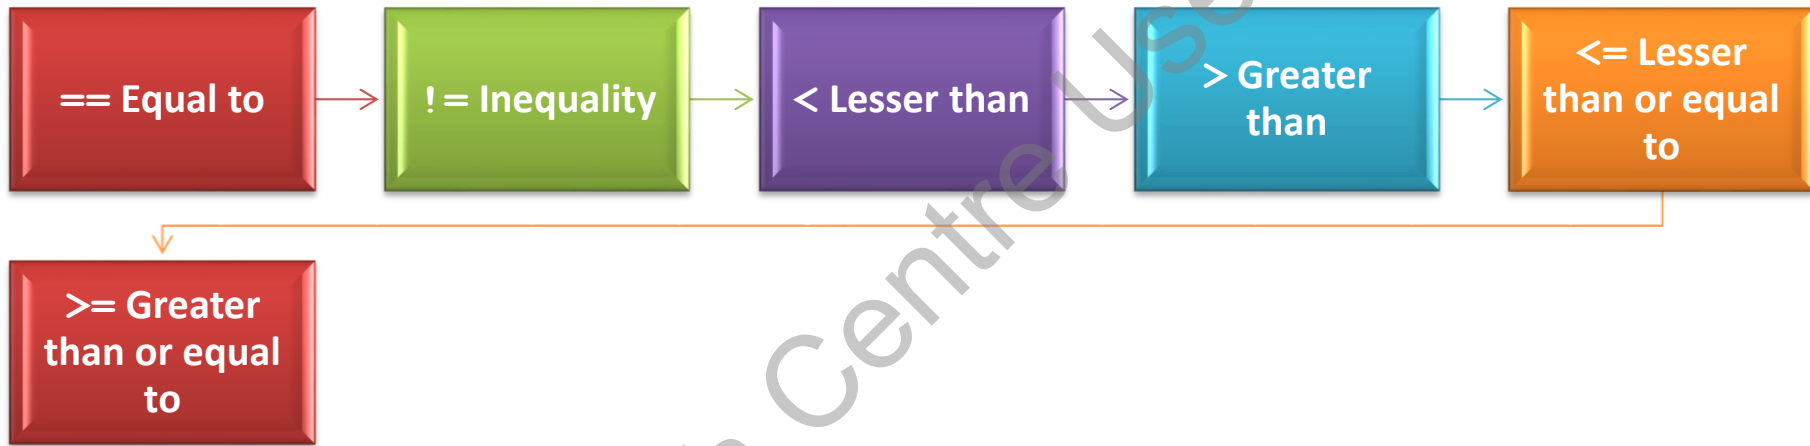 == Equal to
!= Inequality
< Lesser than
> Greater
than
<= Lesser
than or equal
to
>= Greater
than or equal
to
Centre Use